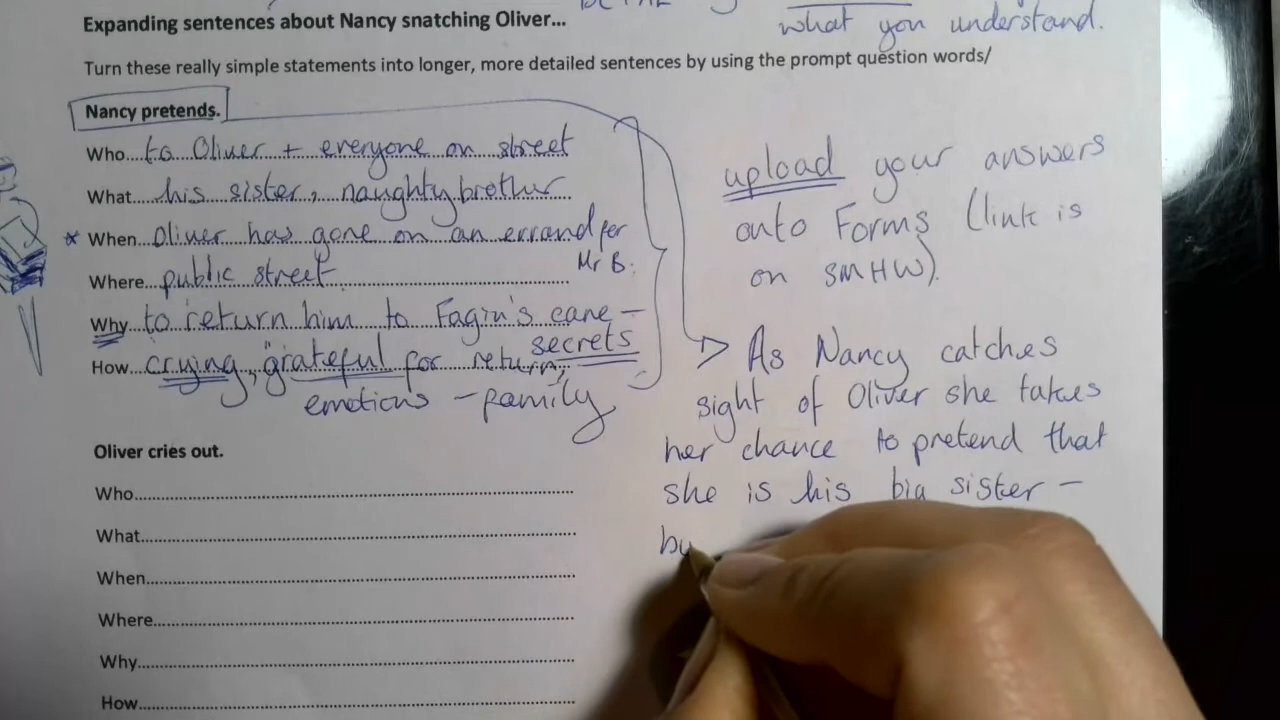 what you understand.
Expanding sentences about Nancy snatching Oliver...
Turn these really simple statements into longer, more detailed sentences by using the prompt question words/
Nancy pretends.
Who....to Oliver + everyone on street
What....his sister, naughty brother
* When...Oliver has gone on an errand for
Mr B.
Where...public street
Why...to return him to Fagin's cane –
secrets
How...crying, "grateful" for return,
emotions – family
upload your answers
onto Forms (link is
on SMHW).
As Nancy catches
sight of Oliver she takes
her chance to pretend that
she is his big sister –
by
Oliver cries out.
Who
What
When
Where
Why
How